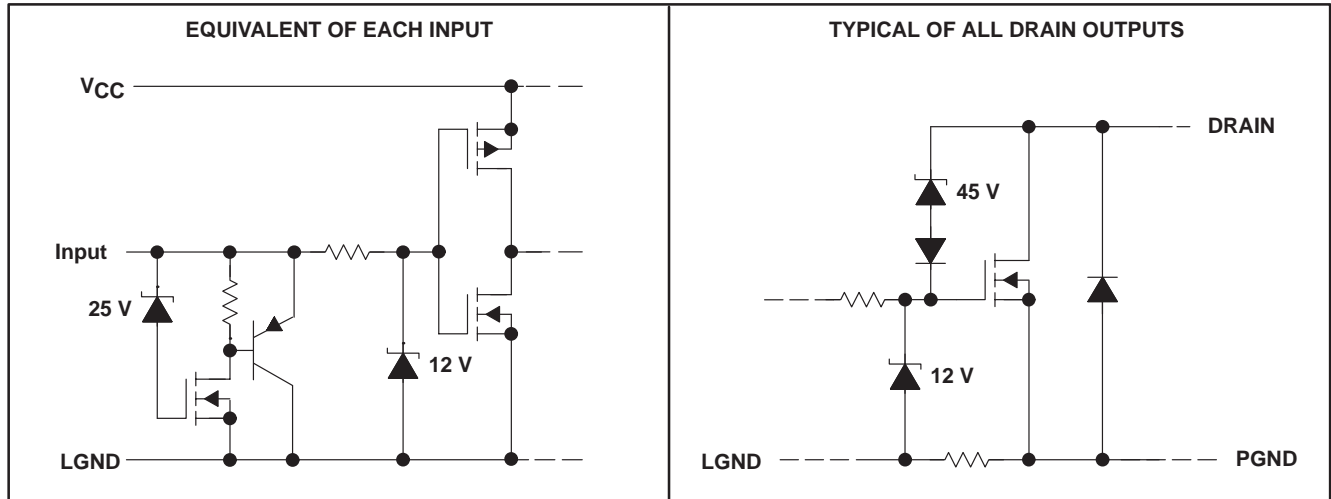 EQUIVALENT OF EACH INPUT
VCC
Input
25 V
12 V
LGND
TYPICAL OF ALL DRAIN OUTPUTS
DRAIN
45 V
12 V
LGND
PGND